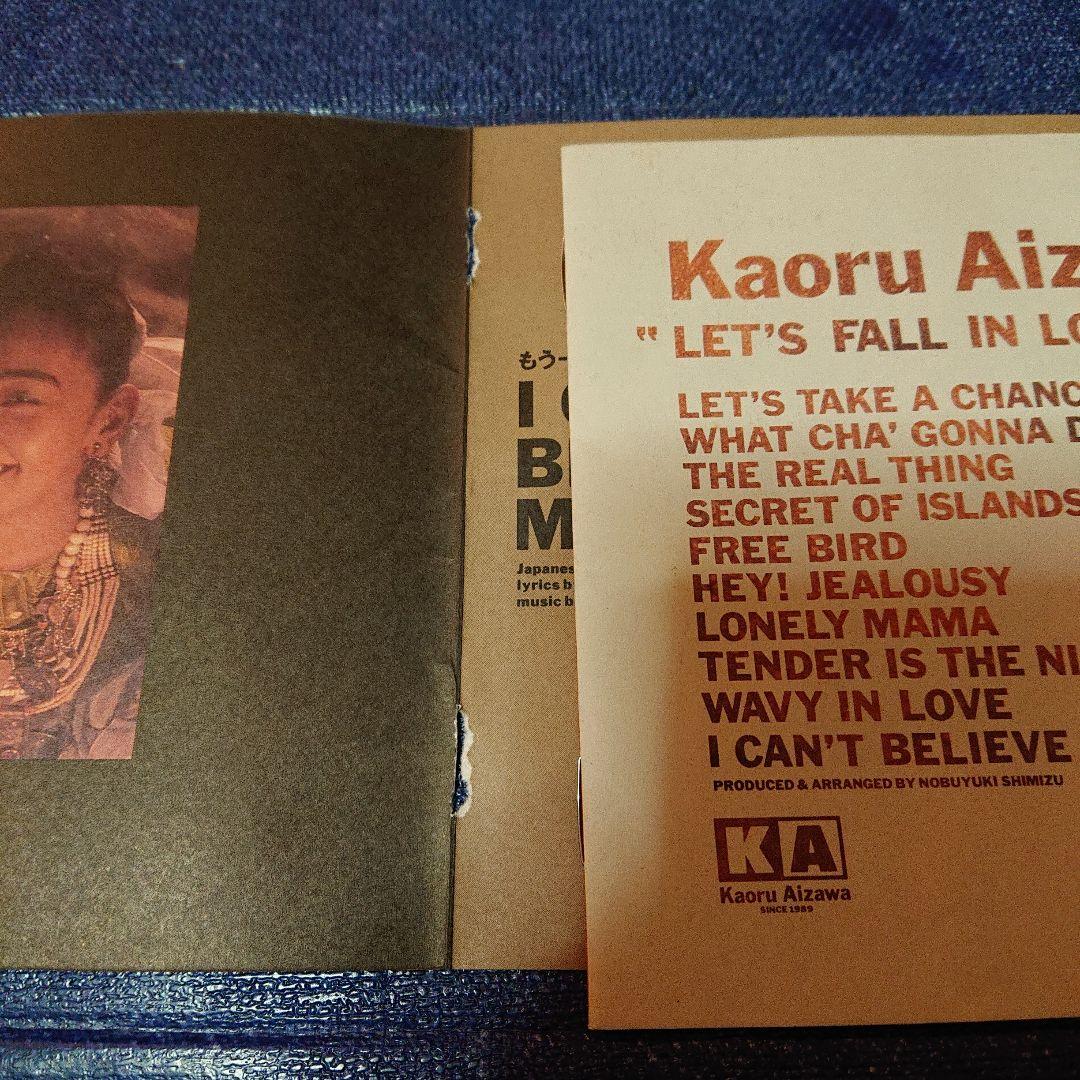 もう一
I
B
M
Japanes
lyrics b
music b
Kaoru Aiz
"LET'S FALL IN LO
LET'S TAKE A CHANC
WHAT CHA' GONNA D
THE REAL THING
SECRET OF ISLANDS
FREE BIRD
HEY! JEALOUSY
LONELY MAMA
TENDER IS THE NI
WAVY IN LOVE
I CAN'T BELIEVE
PRODUCED & ARRANGED BY NOBUYUKI SHIMIZU
KA
Kaoru Aizawa
SINCE 1989